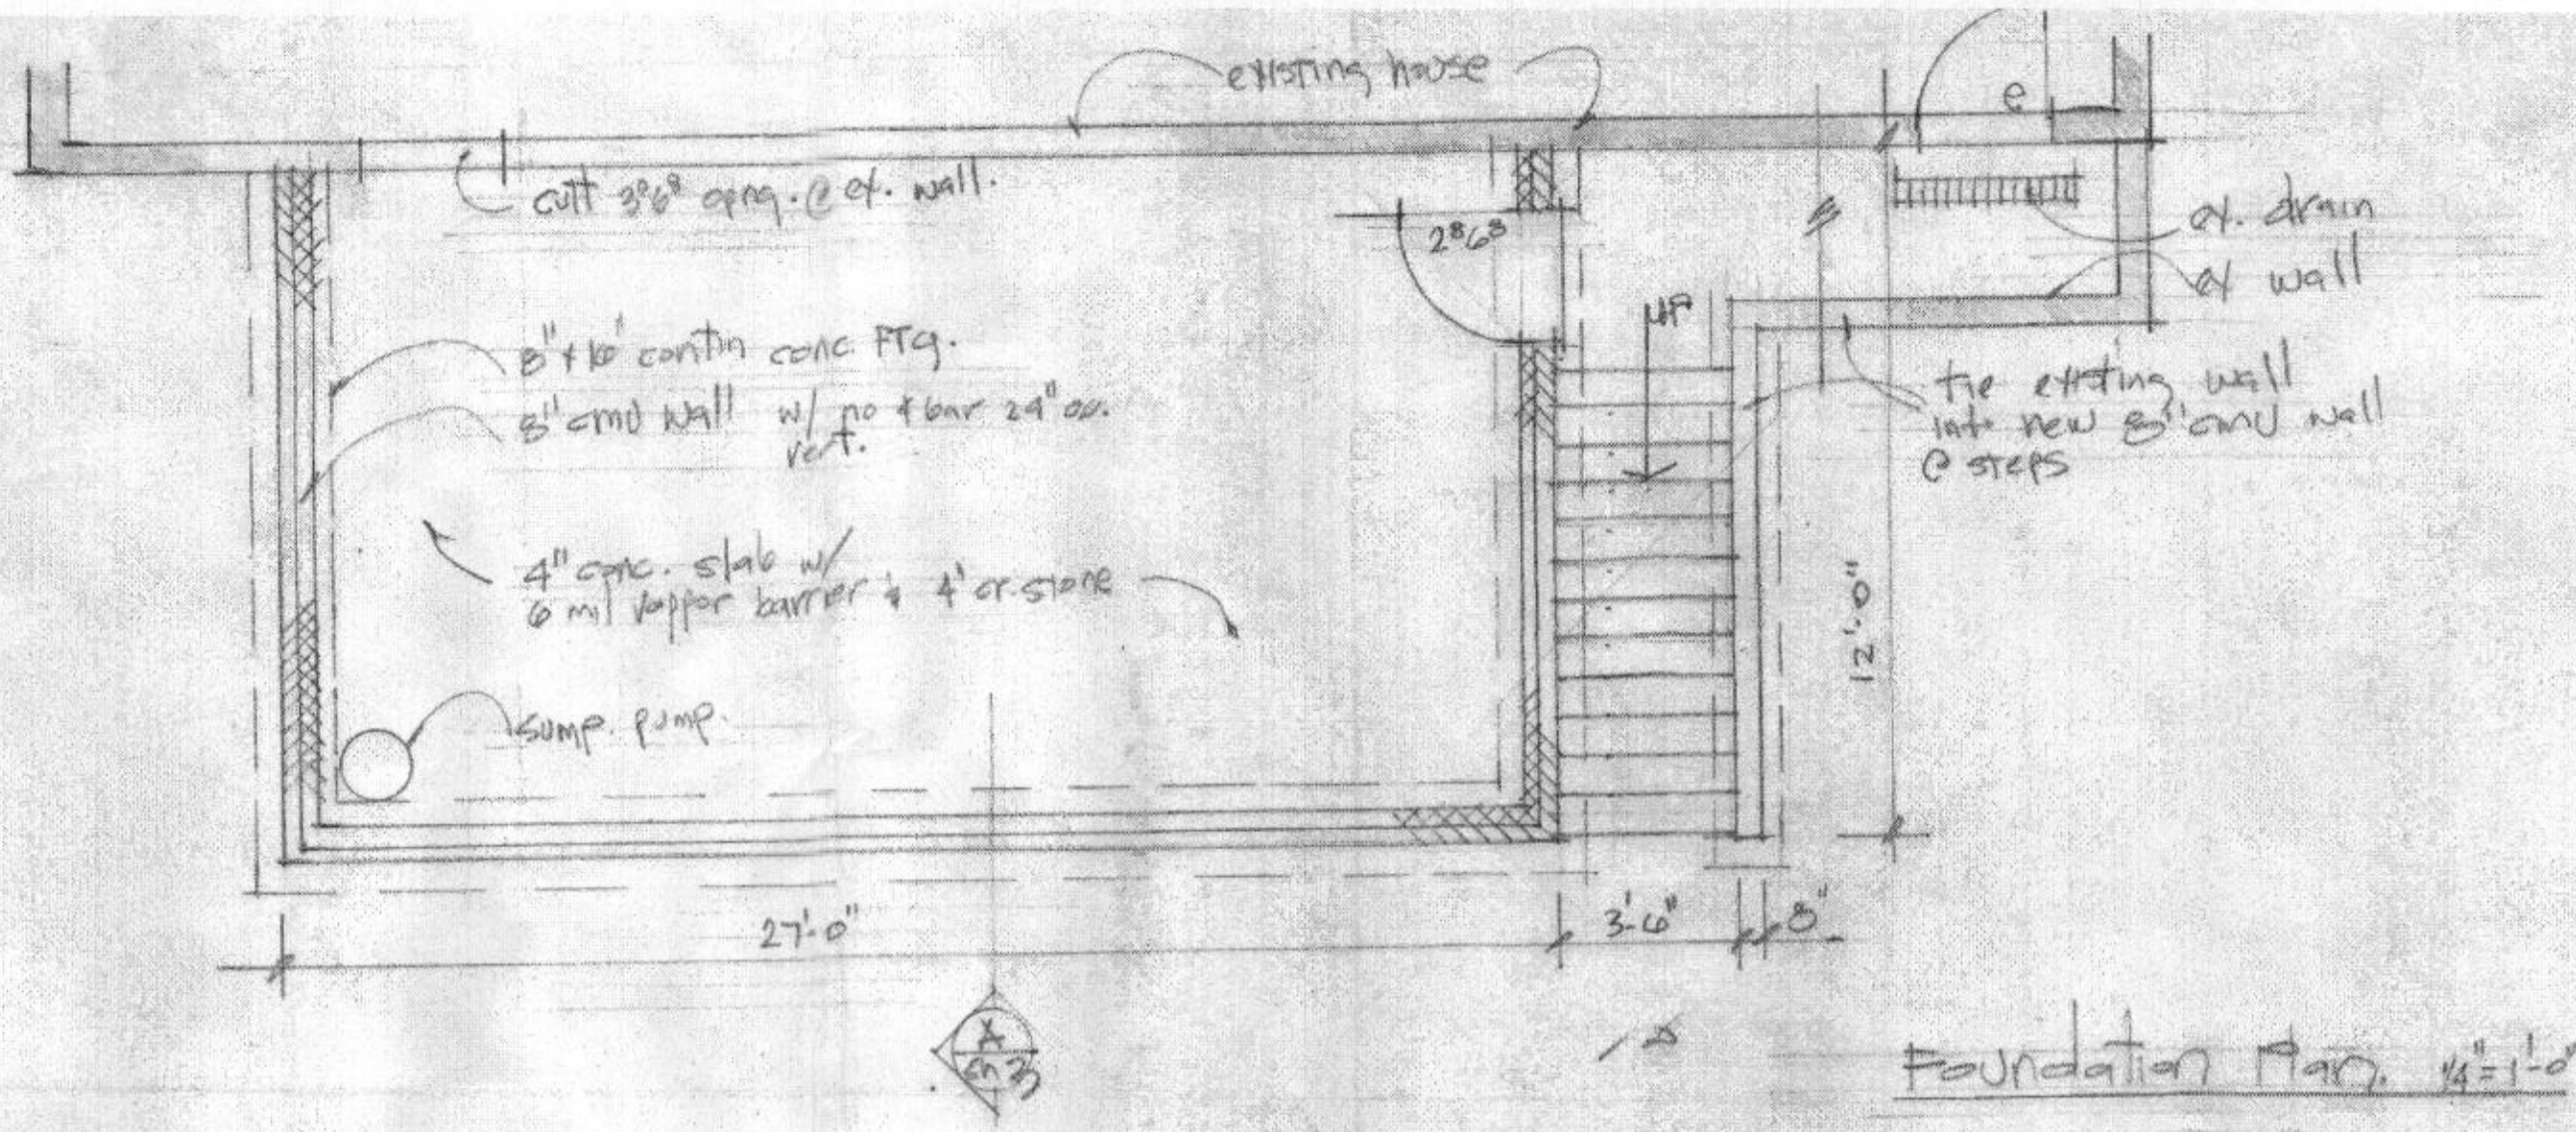 existing house
e
cutt 3⁰6⁸ opng. @ ex. wall.
2⁸6⁸
ex. drain
ex wall
UP
8" x 16" contin conc. FTG.
8" cmu wall w/ no 4 bar 24" oc.
vert.
tie existing wall
into new 8" cmu wall
@ steps
4" conc. slab w/
6 mil vappor barrier & 4" cr. stone
12'-0"
sump. pump.
27'-0"
3'-6"
8"
A
Foundation Plan. 1/4"=1'-0"